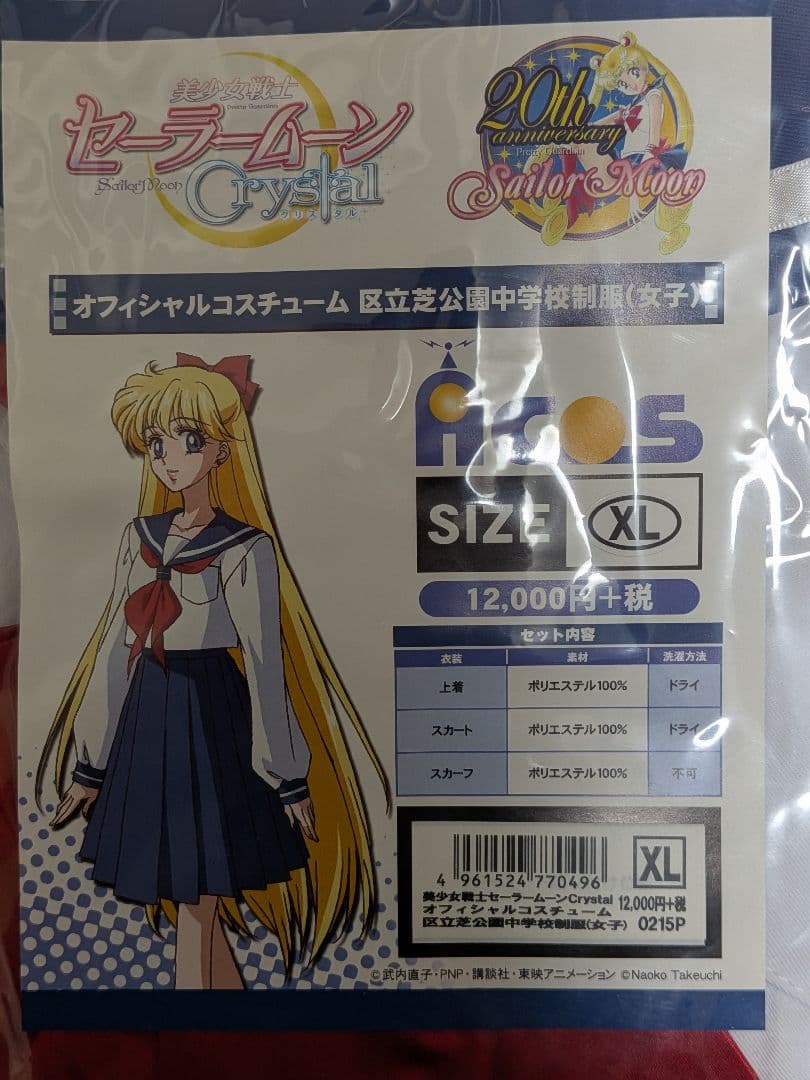 美少女戦士
Pretty Guardians
セーラームーン
Sailor Moon
Crystal
クリスタル
20th
anniversary
Pretty Guardian
Sailor Moon
オフィシャルコスチューム 区立芝公園中学校制服(女子)
ACOS
SIZE XL
12,000円+税
セット内容
衣装 素材 洗濯方法
上着 ポリエステル100% ドライ
スカート ポリエステル100% ドライ
スカーフ ポリエステル100% 不可
4 961524 770496
XL
美少女戦士セーラームーンCrystal 12,000円+税
オフィシャルコスチューム
区立芝公園中学校制服(女子) 0215P
©武内直子・PNP・講談社・東映アニメーション ©Naoko Takeuchi